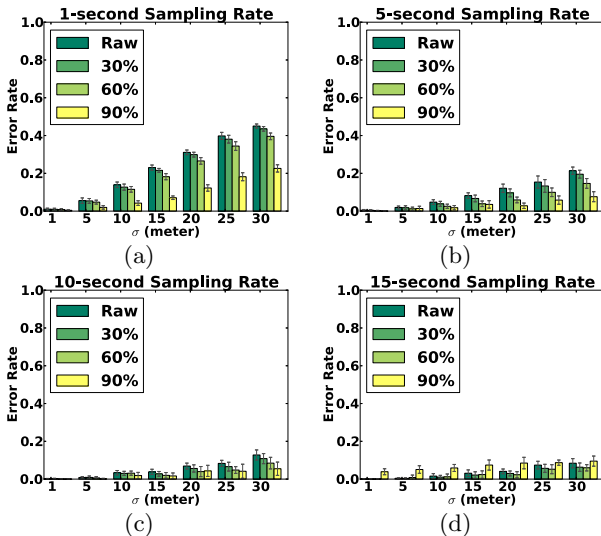 1-second Sampling Rate
1.0
0.8
0.6
0.4
0.2
0.0
Error Rate
Raw
30%
60%
90%
1 5 10 15 20 25 30
σ (meter)
(a)
5-second Sampling Rate
1.0
0.8
0.6
0.4
0.2
0.0
Error Rate
Raw
30%
60%
90%
1 5 10 15 20 25 30
σ (meter)
(b)
10-second Sampling Rate
1.0
0.8
0.6
0.4
0.2
0.0
Error Rate
Raw
30%
60%
90%
1 5 10 15 20 25 30
σ (meter)
(c)
15-second Sampling Rate
1.0
0.8
0.6
0.4
0.2
0.0
Error Rate
Raw
30%
60%
90%
1 5 10 15 20 25 30
σ (meter)
(d)